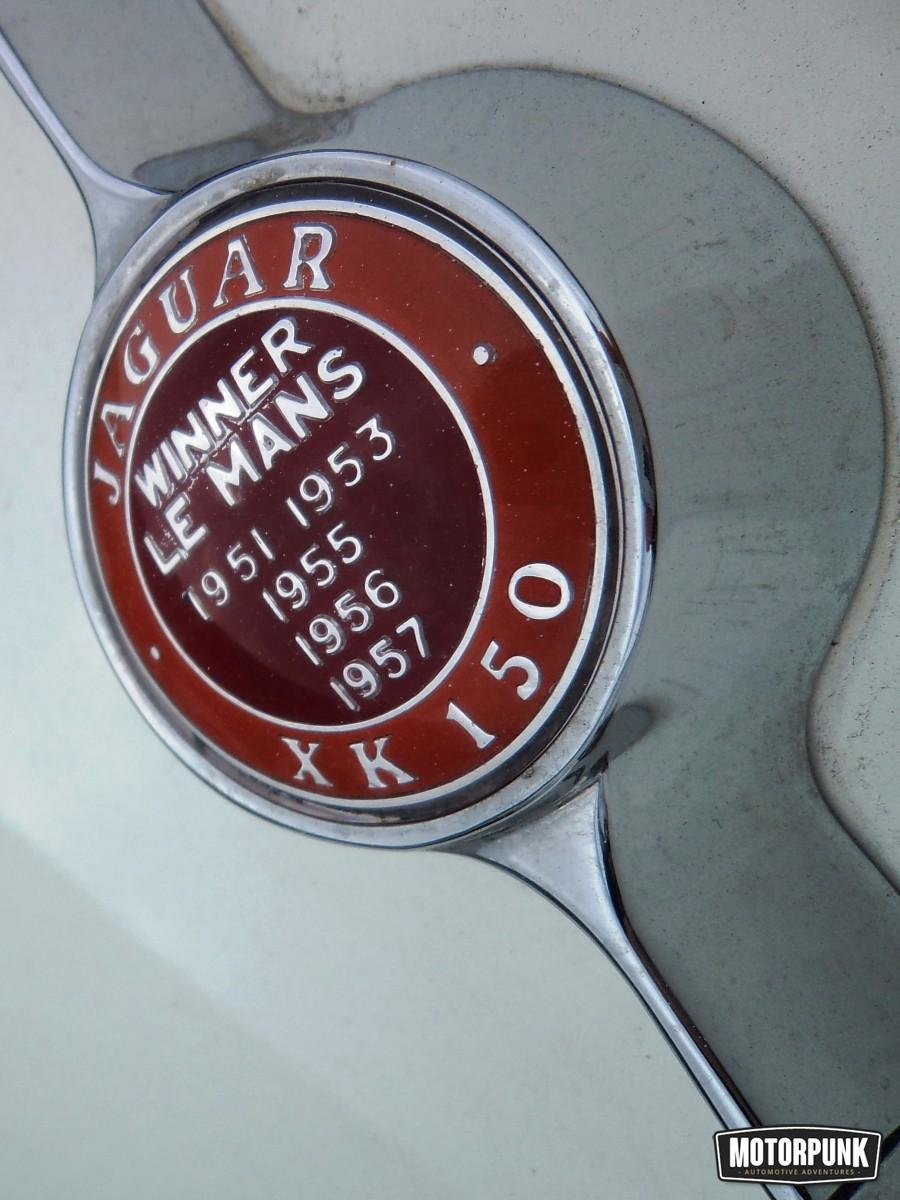 JAGUAR
WINNER
LE MANS
1951 1953
1955
1956
1957
XK 150
MOTORPUNK
- AUTOMOTIVE ADVENTURES -